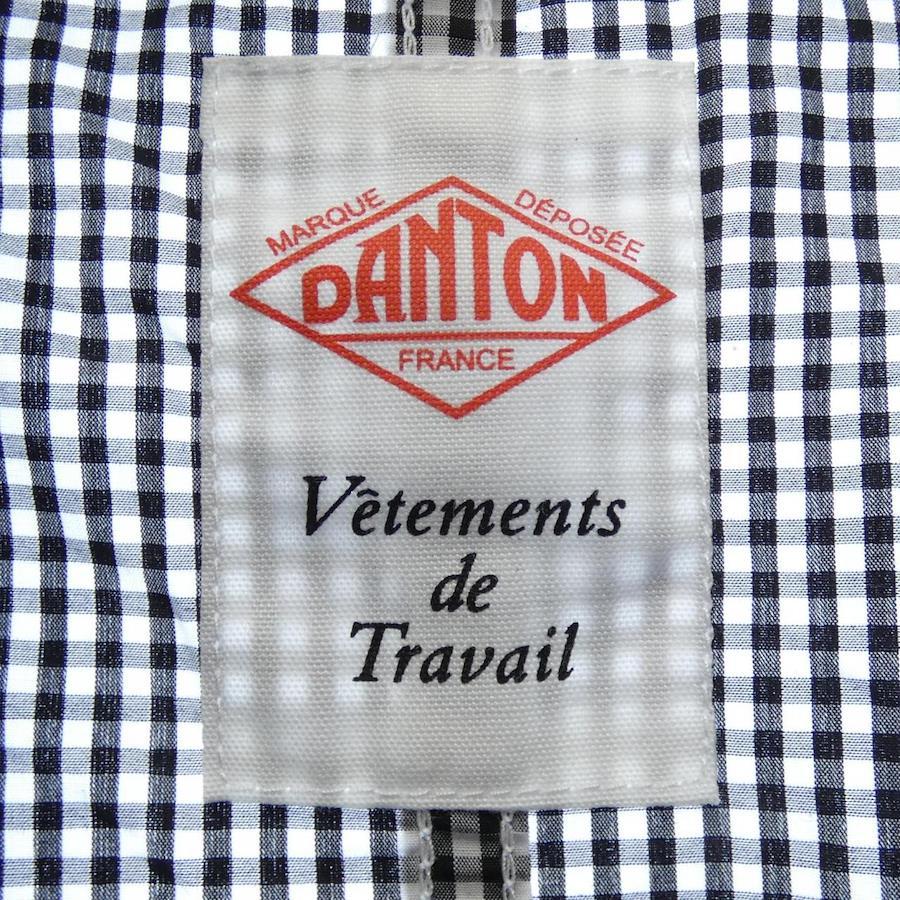 MARQUE DÉPOSÉE
DANTON
FRANCE
Vêtements
de
Travail